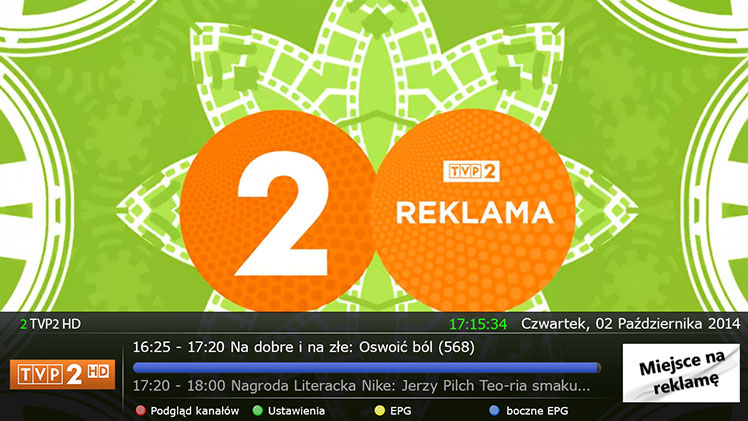 2
TVP2
REKLAMA
2 TVP2 HD
17:15:34 Czwartek, 02 Października 2014
16:25 - 17:20 Na dobre i na złe: Oswoić ból (568)
TVP2 HD
17:20 - 18:00 Nagroda Literacka Nike: Jerzy Pilch Teo-ria smaku...
Miejsce na
reklamę
Podgląd kanałów
Ustawienia
EPG
boczne EPG